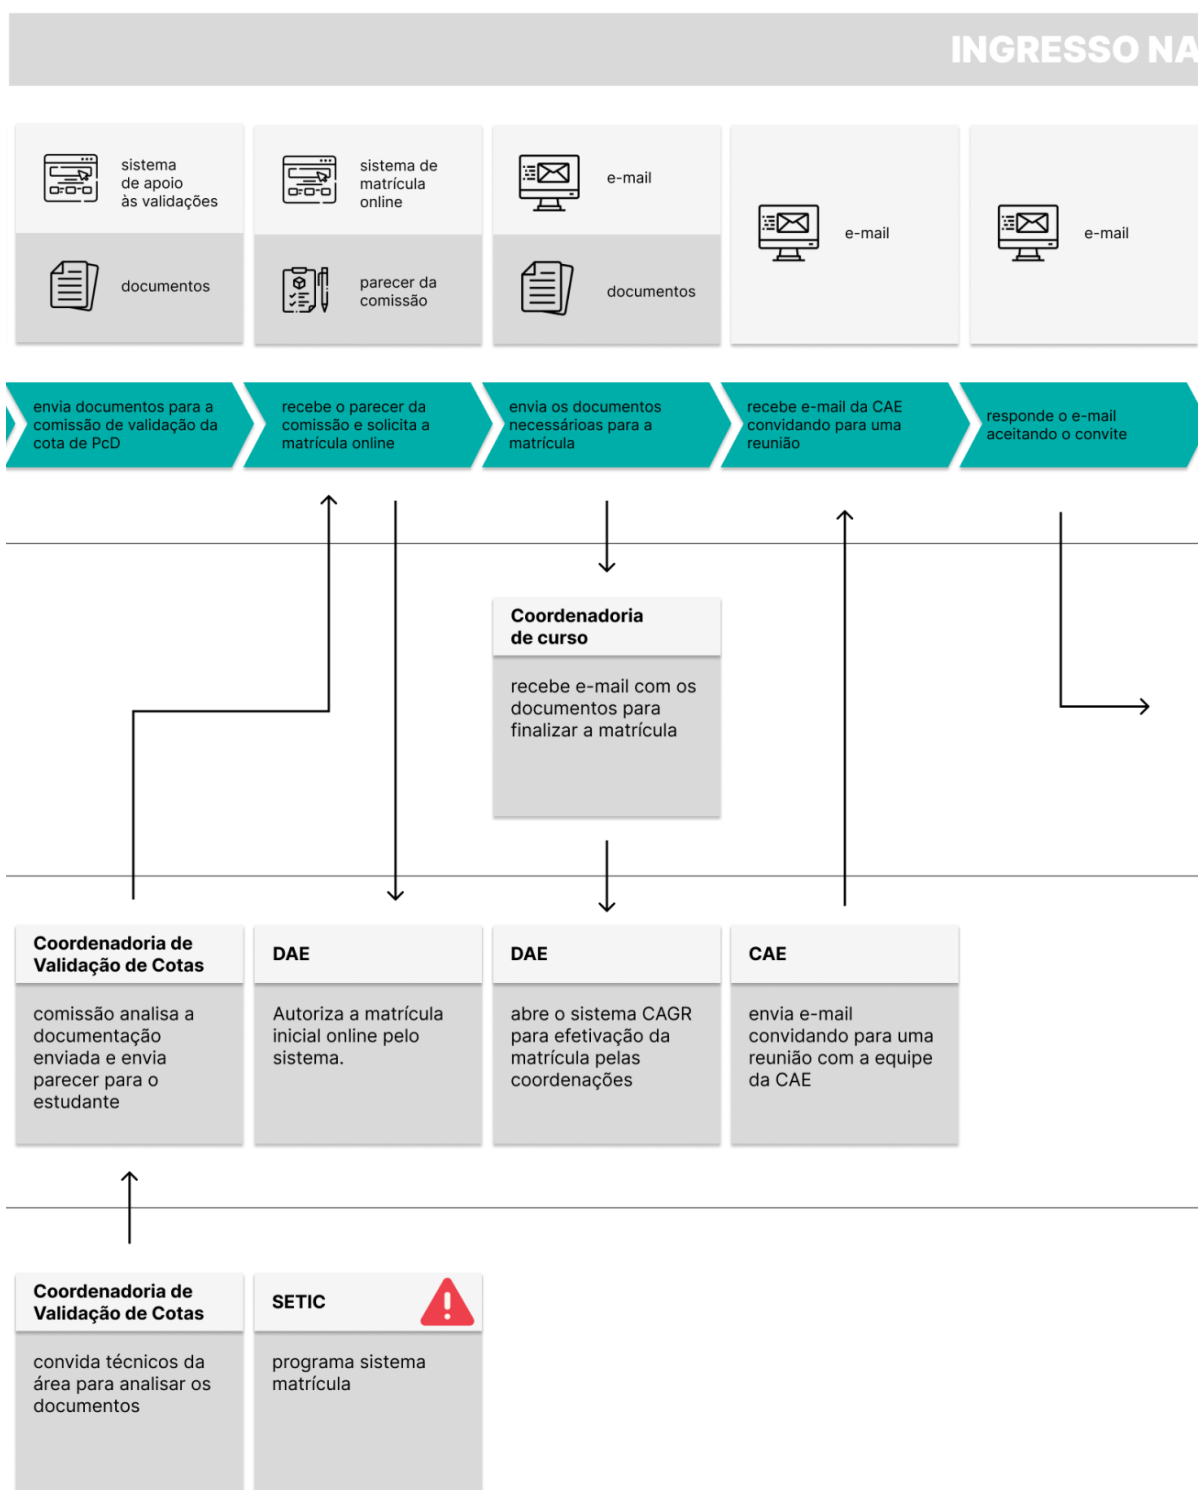 INGRESSO NA
sistema
de apoio
às validações
documentos
sistema de
matrícula
online
parecer da
comissão
e-mail
documentos
e-mail
e-mail
envia documentos para a
comissão de validação da
cota de PcD
recebe o parecer da
comissão e solicita a
matrícula online
envia os documentos
necessárioas para a
matrícula
recebe e-mail da CAE
convidando para uma
reunião
responde o e-mail
aceitando o convite
Coordenadoria
de curso
recebe e-mail com os
documentos para
finalizar a matrícula
Coordenadoria de
Validação de Cotas
comissão analisa a
documentação
enviada e envia
parecer para o
estudante
DAE
Autoriza a matrícula
inicial online pelo
sistema.
DAE
abre o sistema CAGR
para efetivação da
matrícula pelas
coordenações
CAE
envia e-mail
convidando para uma
reunião com a equipe
da CAE
Coordenadoria de
Validação de Cotas
convida técnicos da
área para analisar os
documentos
SETIC
programa sistema
matrícula